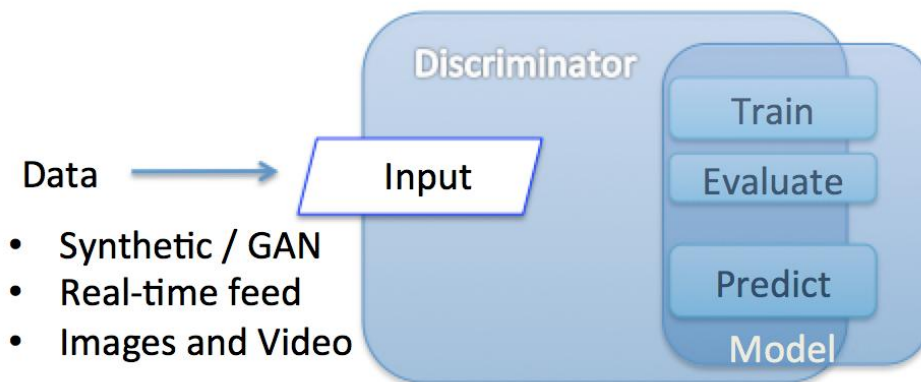 Discriminator
Train
Data
Input
Evaluate
• Synthetic / GAN
• Real-time feed
• Images and Video
Predict
Model